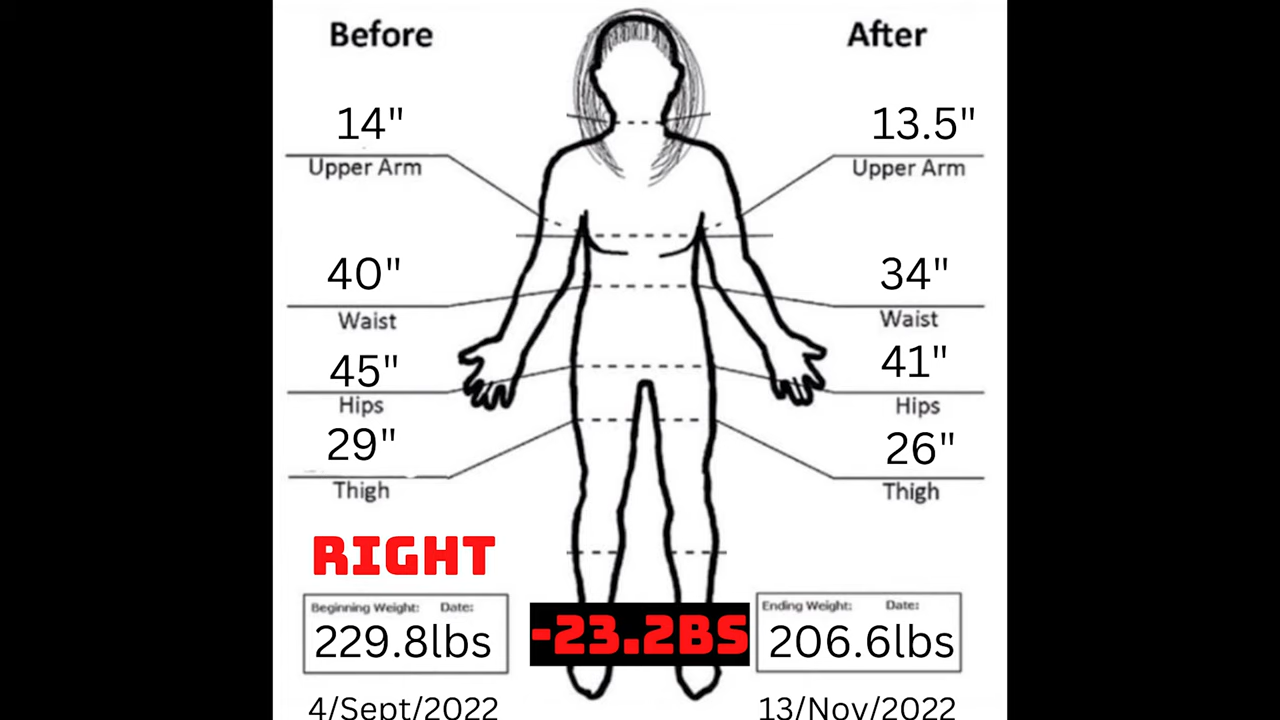 Before
After
14"
13.5"
Upper Arm
Upper Arm
40"
34"
Waist
Waist
45"
41"
Hips
Hips
29"
26"
Thigh
Thigh
RIGHT
Beginning Weight: Date:
Ending Weight: Date:
229.8lbs
-23.2BS
206.6lbs
4/Sept/2022
13/Nov/2022